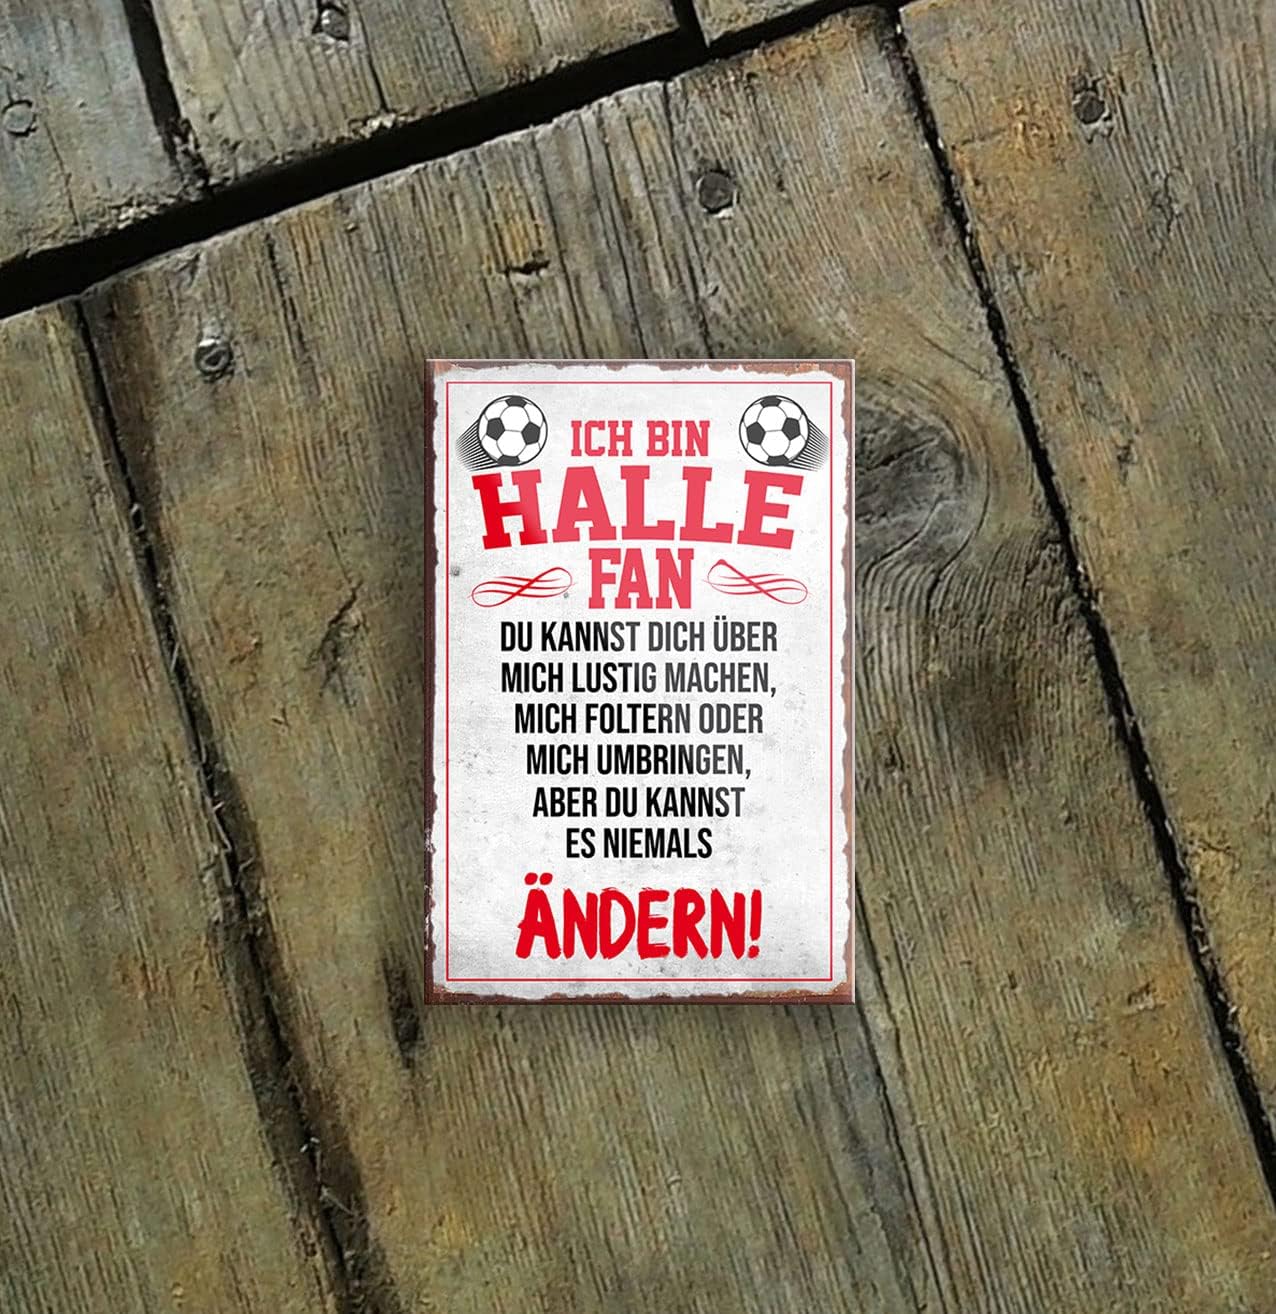 ICH BIN
HALLE
FAN
DU KANNST DICH ÜBER
MICH LUSTIG MACHEN,
MICH FOLTERN ODER
MICH UMBRINGEN,
ABER DU KANNST
ES NIEMALS
ÄNDERN!